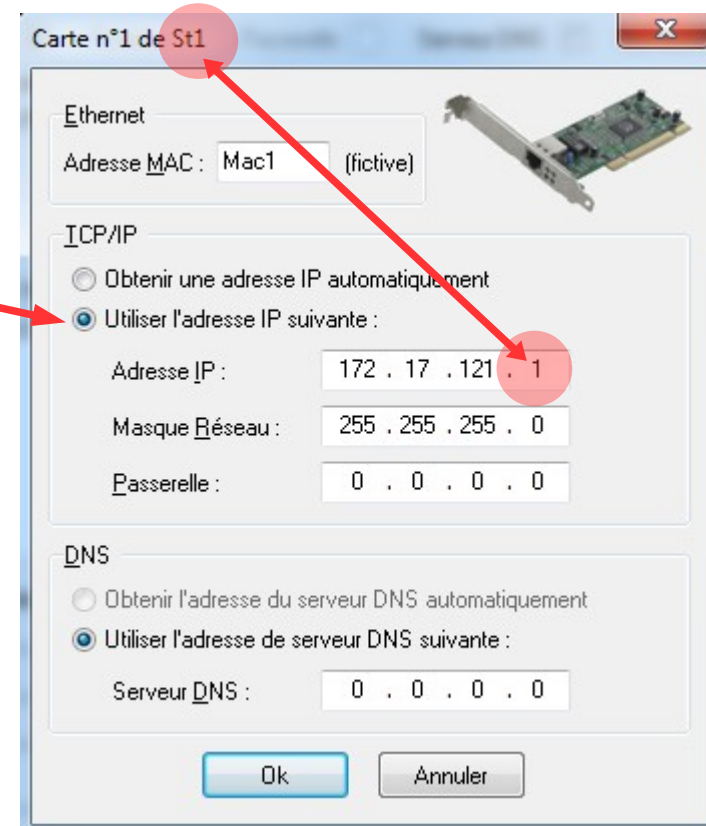 Carte n°1 de St1
Ethernet
Adresse MAC : Mac1 (fictive)
TCP/IP
Obtenir une adresse IP automatiquement
Utiliser l'adresse IP suivante :
Adresse IP : 172 . 17 . 121 . 1
Masque Réseau : 255 . 255 . 255 . 0
Passerelle : 0 . 0 . 0 . 0
DNS
Obtenir l'adresse du serveur DNS automatiquement
Utiliser l'adresse de serveur DNS suivante :
Serveur DNS : 0 . 0 . 0 . 0
Ok Annuler